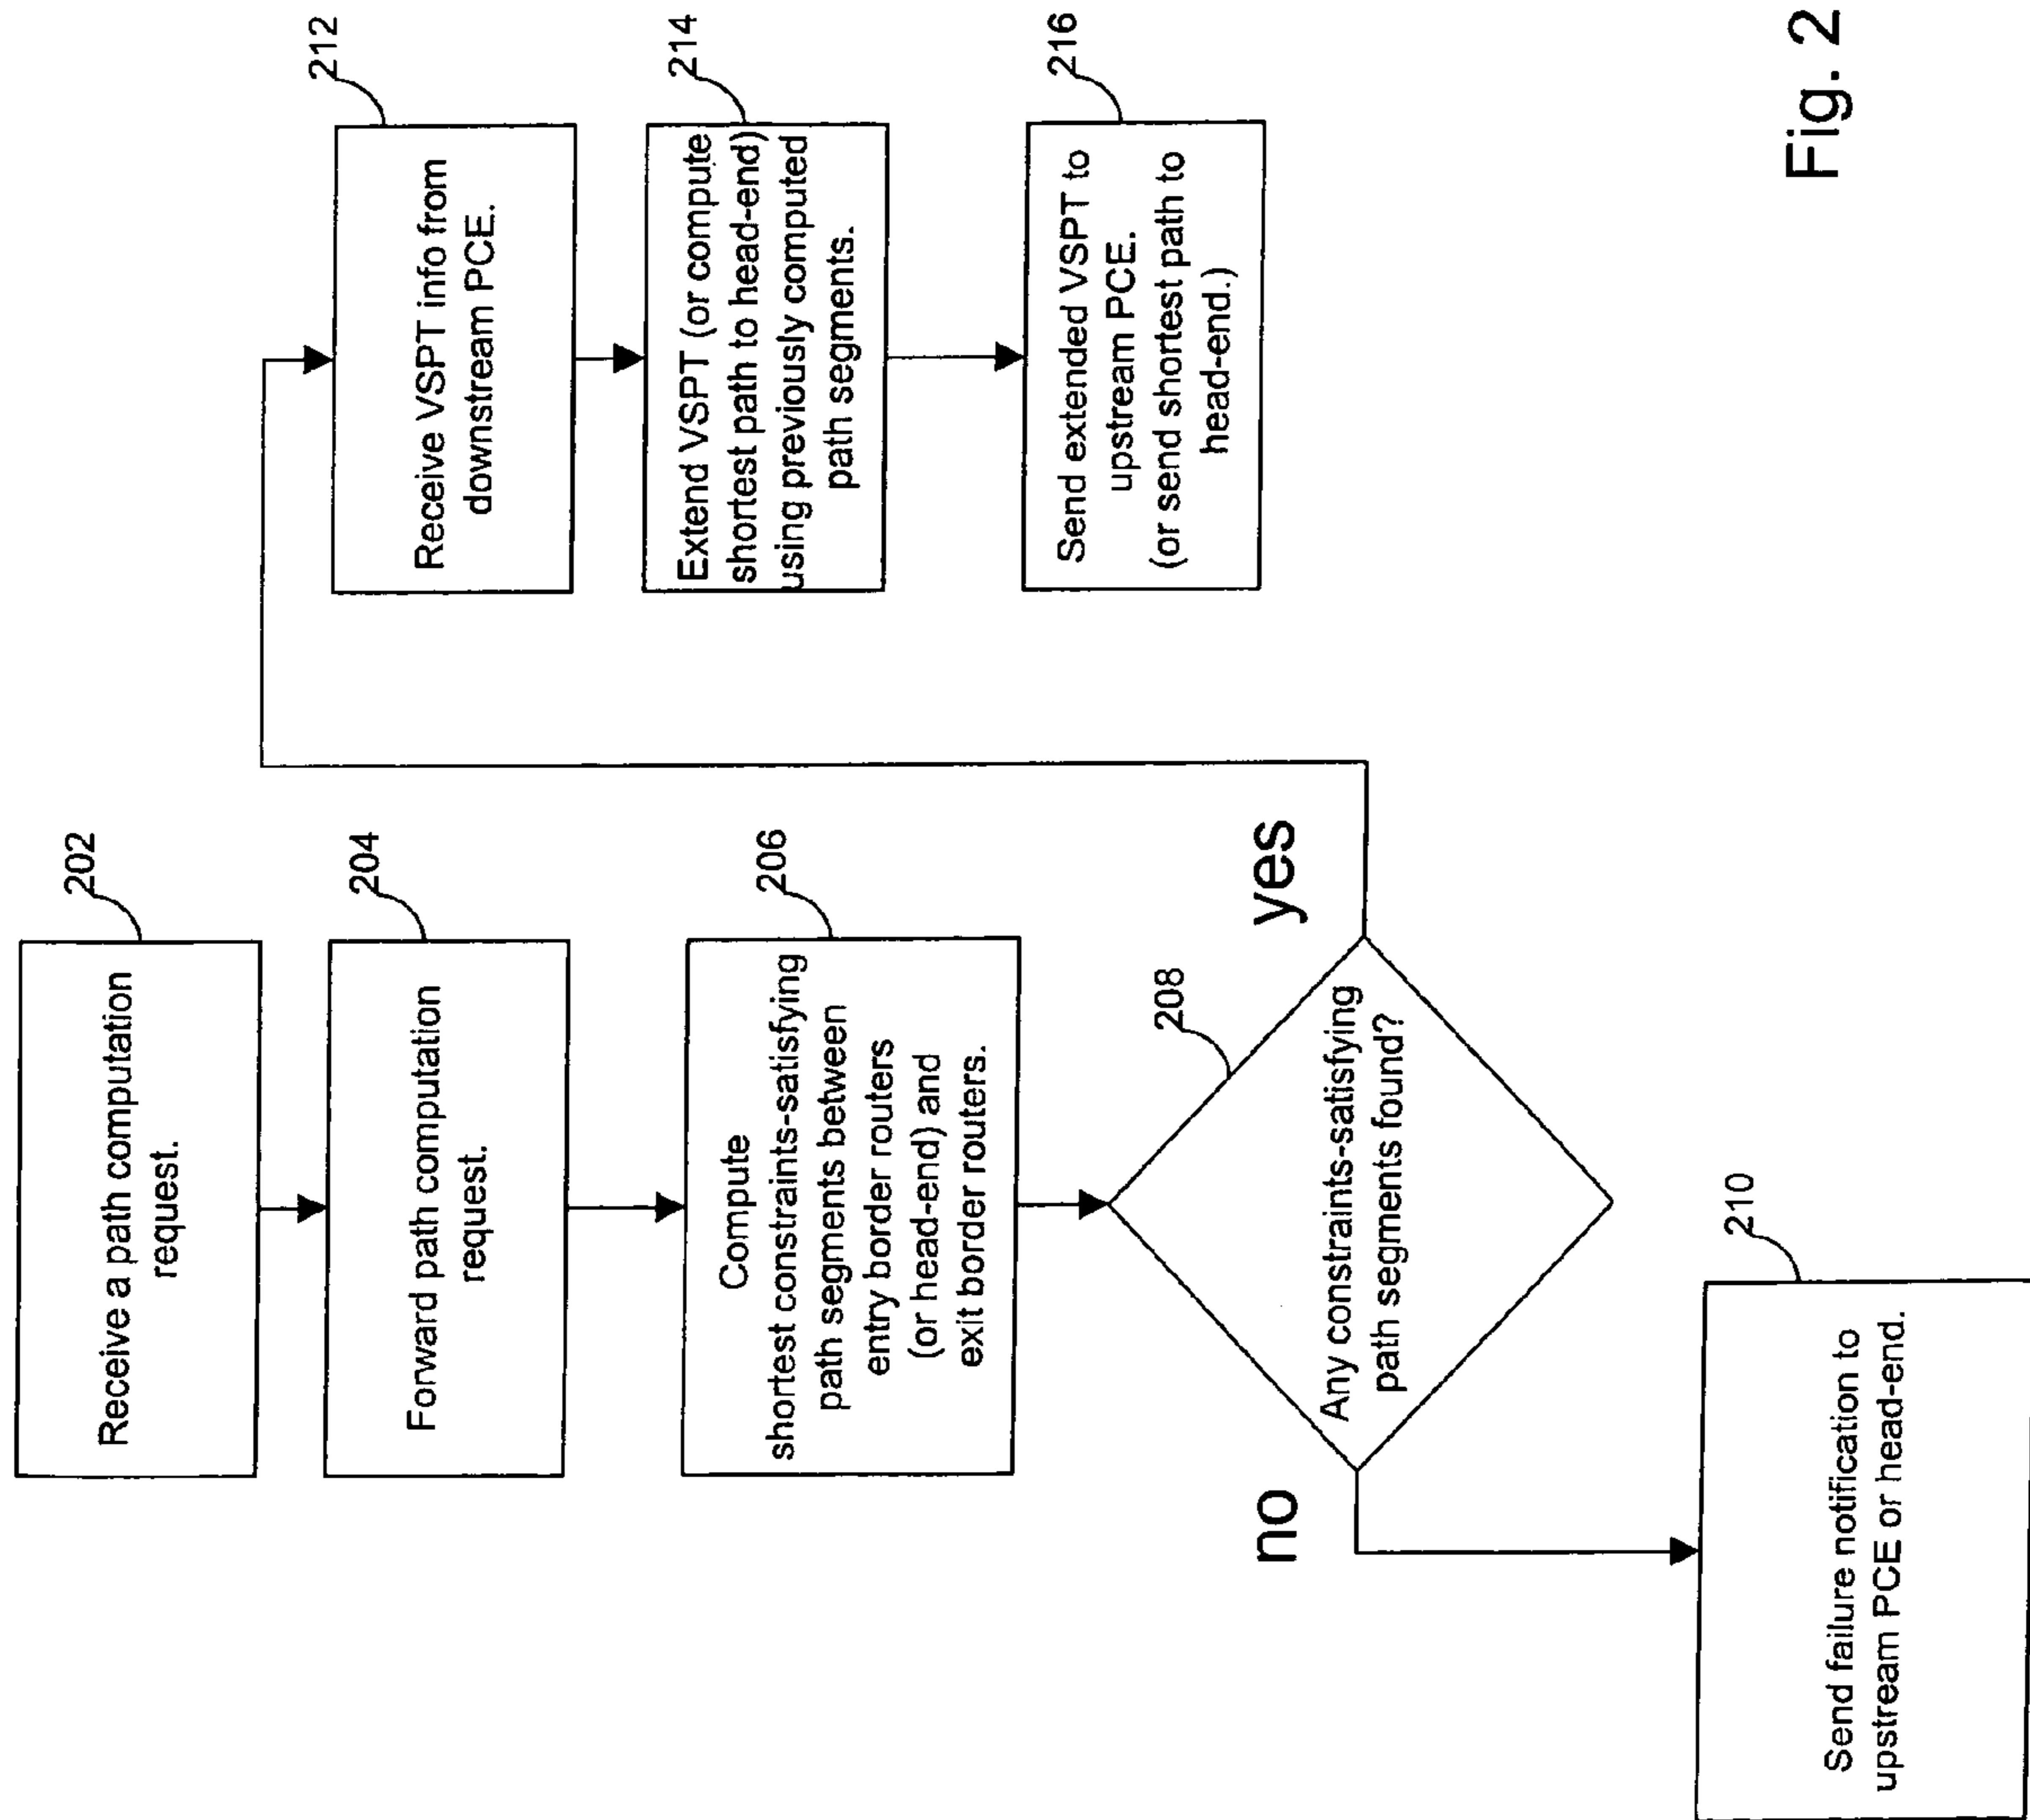 202
Receive a path computation
request.
204
Forward path computation
request.
206
Compute
shortest constraints-satisfying
path segments between
entry border routers
(or head-end) and
exit border routers.
208
Any constraints-satisfying
path segments found?
no
yes
210
Send failure notification to
upstream PCE or head-end.
212
Receive VSPT info from
downstream PCE.
214
Extend VSPT (or compute
shortest path to head-end)
using previously computed
path segments.
216
Send extended VSPT to
upstream PCE.
(or send shortest path to
head-end.)
Fig. 2